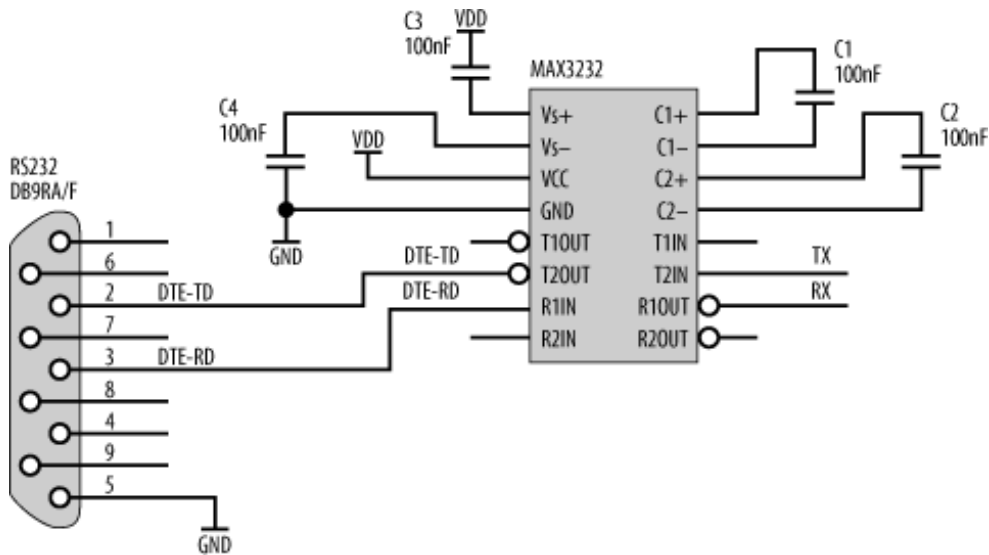 C3
100nF
VDD
MAX3232
C1
100nF
C4
100nF
VDD
C2
100nF
RS232
DB9RA/F
Vs+
Vs–
VCC
GND
T1OUT
T2OUT
R1IN
R2IN
C1+
C1–
C2+
C2–
T1IN
T2IN
R1OUT
R2OUT
GND
DTE-TD
DTE-RD
TX
RX
1
6
2
DTE-TD
7
3
DTE-RD
8
4
9
5
GND